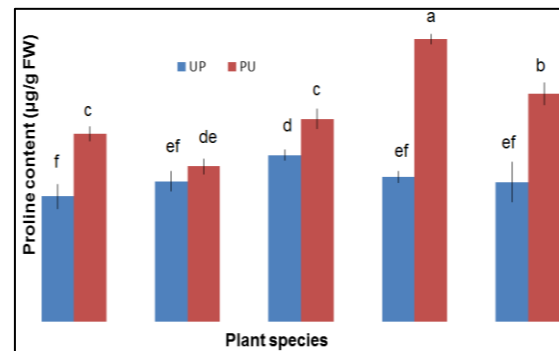 a
UP PU
b
c
c
d
de
ef
ef
ef
f
Proline content (µg/g FW)
Plant species